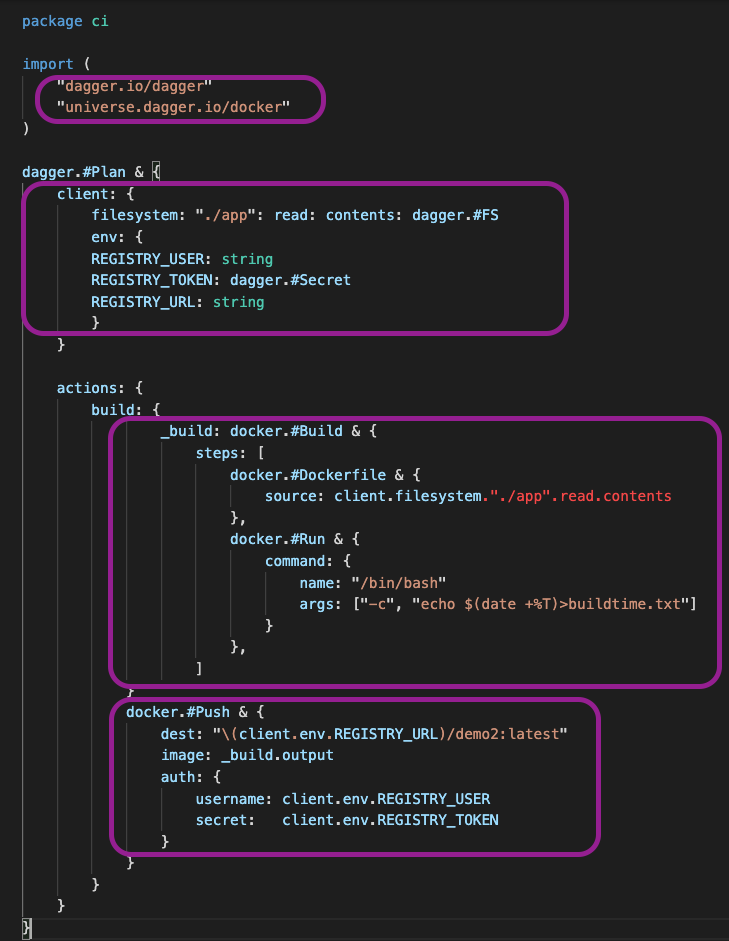 package ci

import (
    "dagger.io/dagger"
    "universe.dagger.io/docker"
)

dagger.#Plan & {
    client: {
        filesystem: "./app": read: contents: dagger.#FS
        env: {
        REGISTRY_USER: string
        REGISTRY_TOKEN: dagger.#Secret
        REGISTRY_URL: string
        }
    }

    actions: {
        build: {
                _build: docker.#Build & {
                    steps: [
                        docker.#Dockerfile & {
                            source: client.filesystem."./app".read.contents
                        },
                        docker.#Run & {
                            command: {
                                name: "/bin/bash"
                                args: ["-c", "echo $(date +%T)>buildtime.txt"]
                            }
                        },
                    ]
            }
            docker.#Push & {
                dest: "\(client.env.REGISTRY_URL)/demo2:latest"
                image: _build.output
                auth: {
                    username: client.env.REGISTRY_USER
                    secret:   client.env.REGISTRY_TOKEN
                }
            }
        }
    }
}